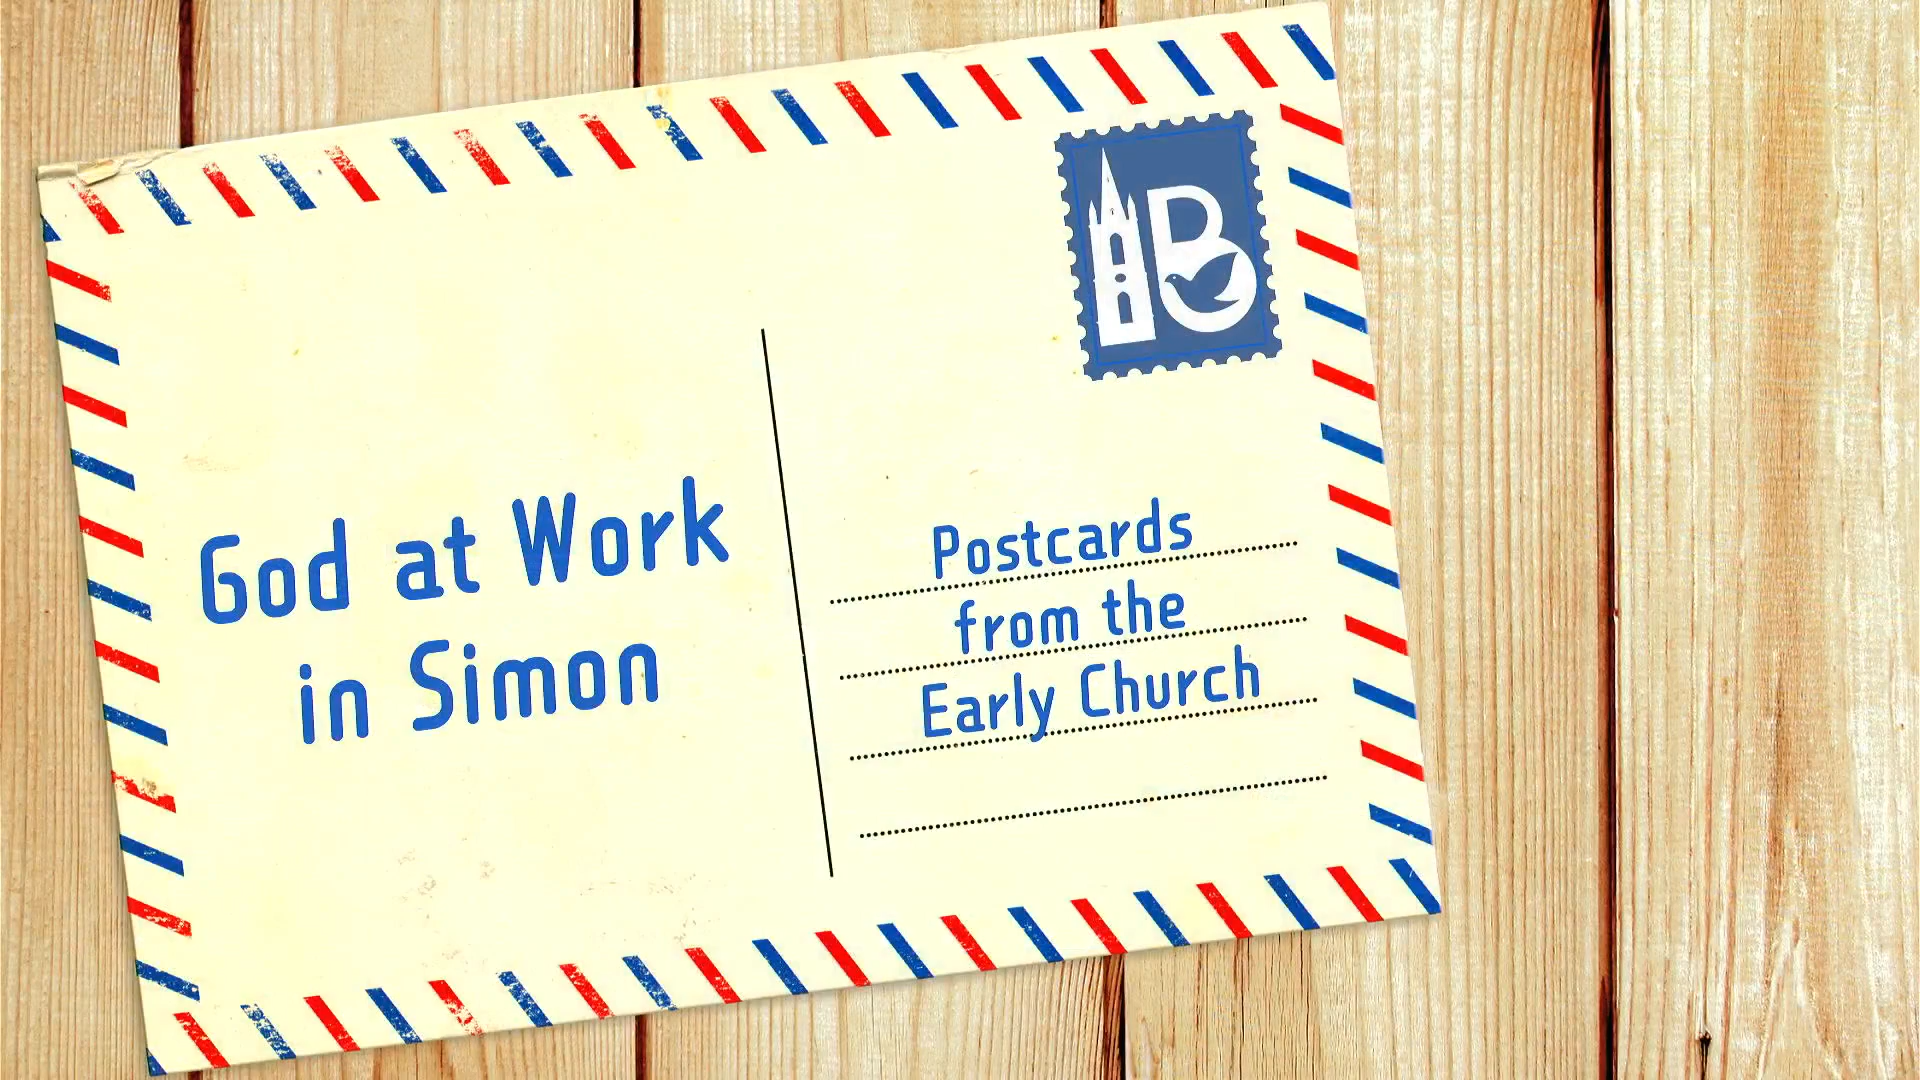 God at Work
in Simon
B
Postcards
from the
Early Church